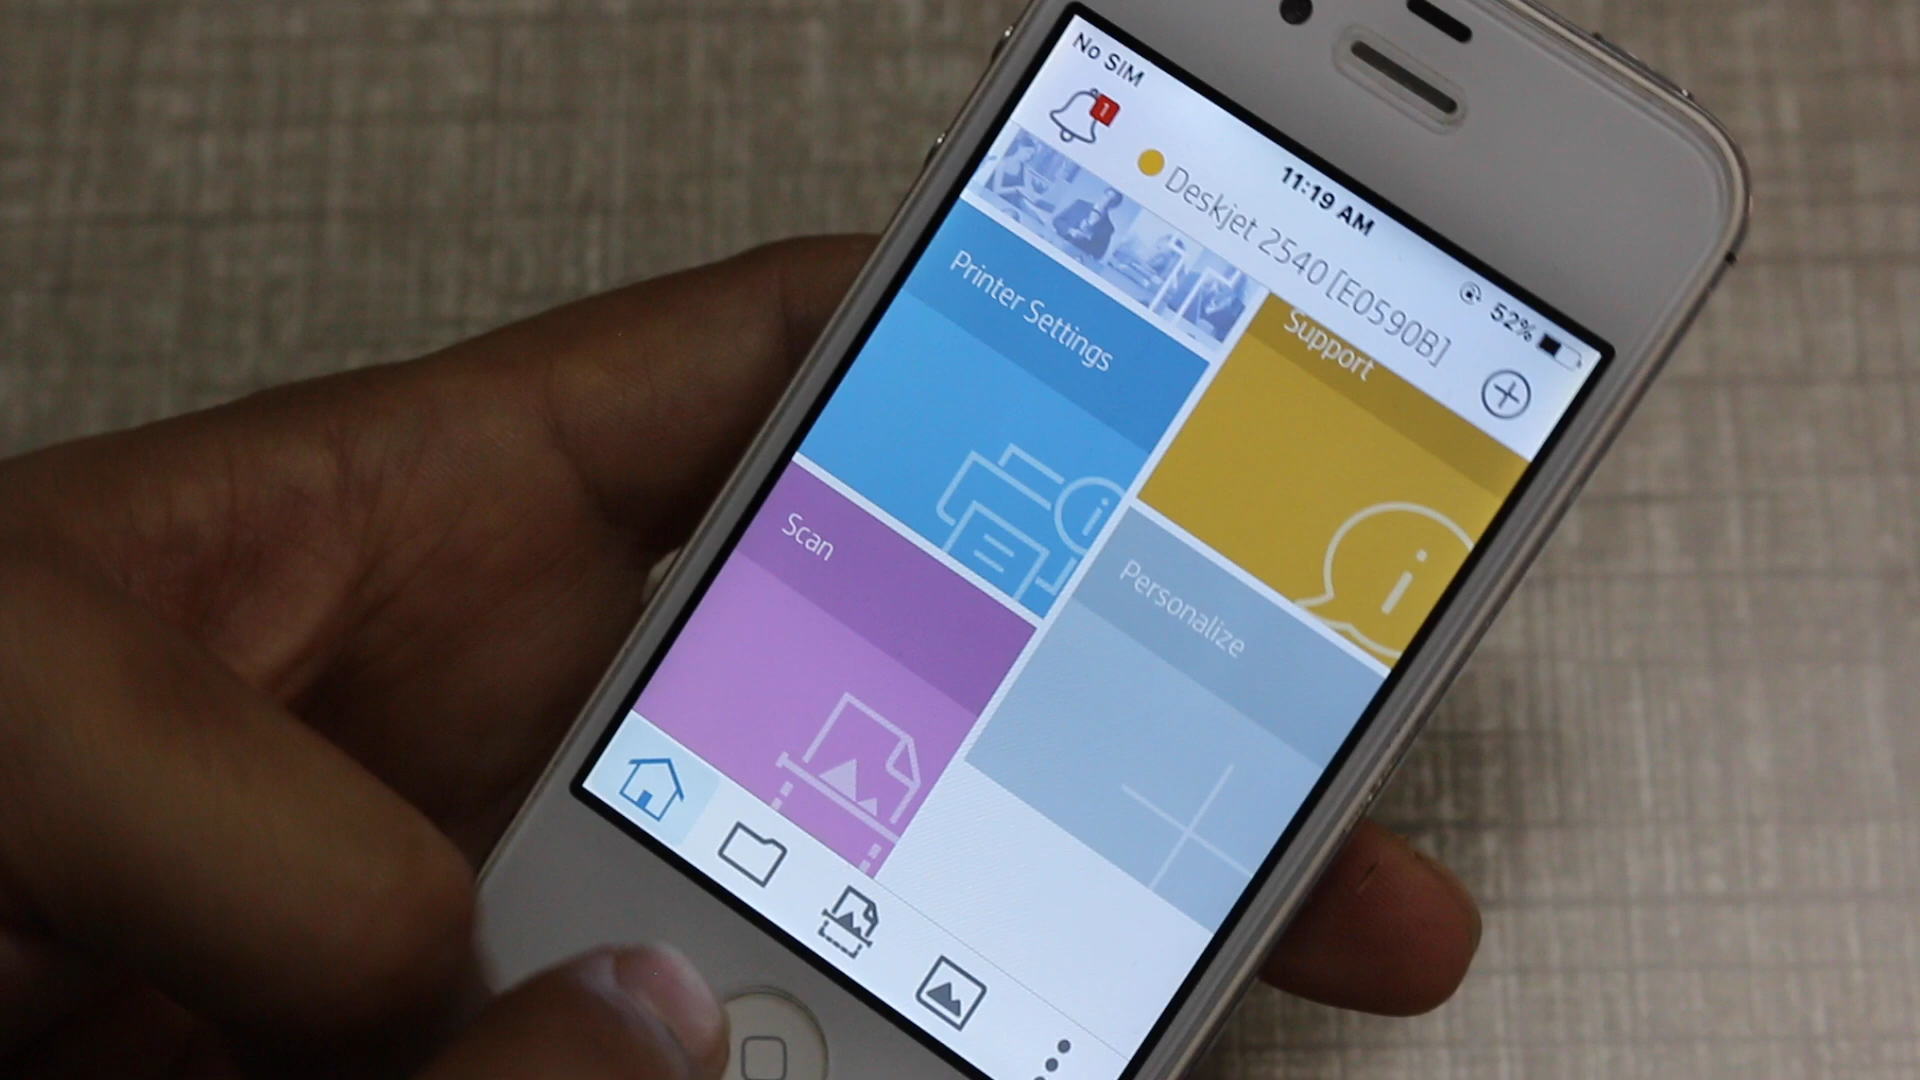 No SIM
11:19 AM
52%
1
Deskjet 2540 [E0590B]
Printer Settings
Support
Scan
Personalize